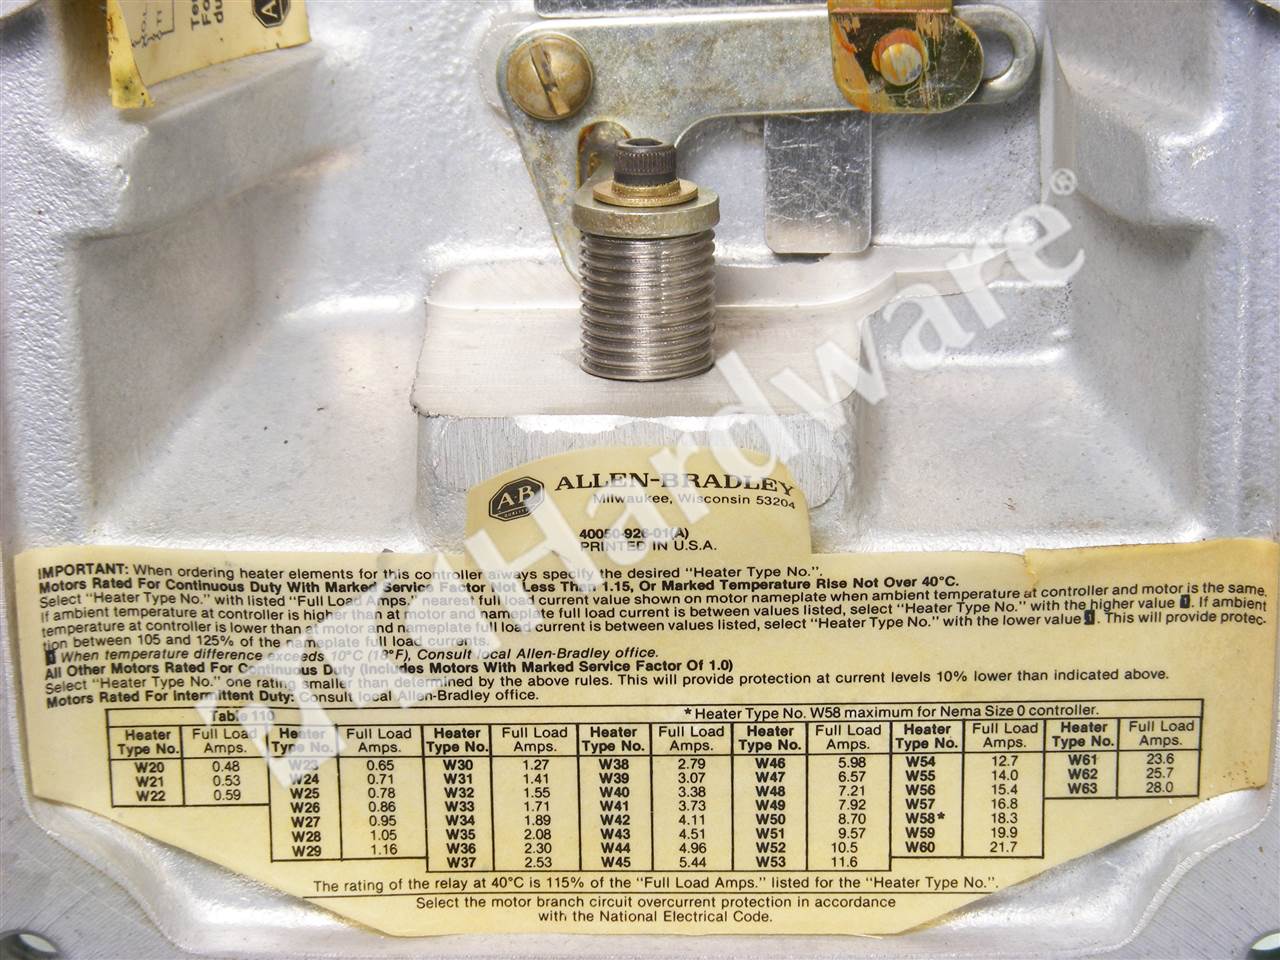 OL
T1
Te
Fo
du
A-B
QUALITY
ALLEN-BRADLEY
Milwaukee, Wisconsin 53204
40050-926-01(A)
PRINTED IN U.S.A.
PLCHardware®
IMPORTANT: When ordering heater elements for this controller always specify the desired "Heater Type No.".
Motors Rated For Continuous Duty With Marked Service Factor Not Less Than 1.15, Or Marked Temperature Rise Not Over 40°C.
Select "Heater Type No." with listed "Full Load Amps." nearest full load current value shown on motor nameplate when ambient temperature at controller and motor is the same.
If ambient temperature at controller is higher than at motor and nameplate full load current is between values listed, select "Heater Type No." with the higher value 1. If ambient
temperature at controller is lower than at motor and nameplate full load current is between values listed, select "Heater Type No." with the lower value 1. This will provide protec-
tion between 105 and 125% of the nameplate full load currents.
1 When temperature difference exceeds 10°C (18°F), Consult local Allen-Bradley office.
All Other Motors Rated For Continuous Duty (Includes Motors With Marked Service Factor Of 1.0)
Select "Heater Type No." one rating smaller than determined by the above rules. This will provide protection at current levels 10% lower than indicated above.
Motors Rated For Intermittent Duty: Consult local Allen-Bradley office.
Table 110 *Heater Type No. W58 maximum for Nema Size 0 controller.
Heater Full Load Heater Full Load Heater Full Load Heater Full Load Heater Full Load Heater Full Load Heater Full Load
Type No. Amps. Type No. Amps. Type No. Amps. Type No. Amps. Type No. Amps. Type No. Amps. Type No. Amps.
W20 0.48 W23 0.65 W30 1.27 W38 2.79 W46 5.98 W54 12.7 W61 23.6
W21 0.53 W24 0.71 W31 1.41 W39 3.07 W47 6.57 W55 14.0 W62 25.7
W22 0.59 W25 0.78 W32 1.55 W40 3.38 W48 7.21 W56 15.4 W63 28.0
W26 0.86 W33 1.71 W41 3.73 W49 7.92 W57 16.8
W27 0.95 W34 1.89 W42 4.11 W50 8.70 W58* 18.3
W28 1.05 W35 2.08 W43 4.51 W51 9.57 W59 19.9
W29 1.16 W36 2.30 W44 4.96 W52 10.5 W60 21.7
W37 2.53 W45 5.44 W53 11.6
The rating of the relay at 40°C is 115% of the "Full Load Amps." listed for the "Heater Type No.".
Select the motor branch circuit overcurrent protection in accordance
with the National Electrical Code.